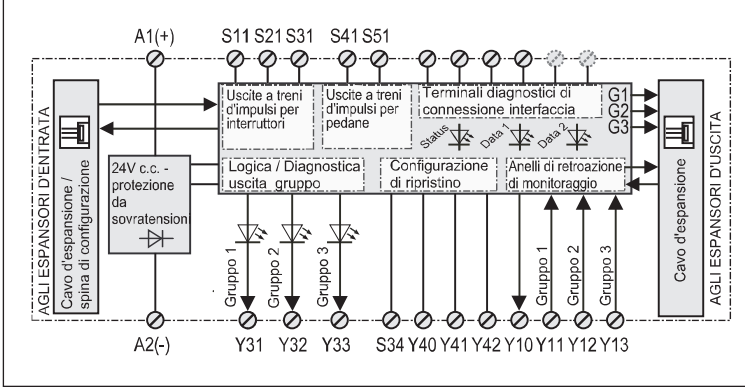 A1(+)
S11 S21 S31
S41 S51
AGLI ESPANSORI D'ENTRATA
Cavo d'espansione /
spina di configurazione
Uscite a treni
d'impulsi per
interruttori
Uscite a treni
d'impulsi per
pedane
Terminali diagnostici di
connessione interfaccia
Status
Data 1
Data 2
G1
G2
G3
24V c.c. -
protezione
da
sovratensioni
Logica / Diagnostica
uscita gruppo
Configurazione
di ripristino
Anelli di retroazione
di monitoraggio
Cavo d'espansione
AGLI ESPANSORI D'USCITA
Gruppo 1
Gruppo 2
Gruppo 3
Gruppo 1
Gruppo 2
Gruppo 3
A2(-)
Y31 Y32 Y33
S34 Y40 Y41 Y42 Y10 Y11 Y12 Y13